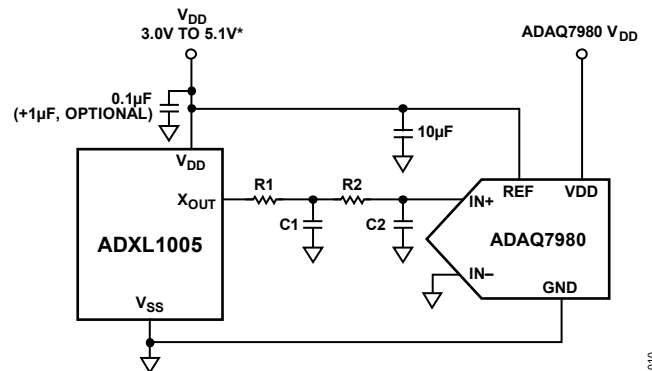 VDD
3.0V TO 5.1V*
ADAQ7980 VDD
0.1µF
(+1µF, OPTIONAL)
10µF
VDD
XOUT
R1
R2
C1
C2
ADXL1005
VSS
IN+
REF
VDD
ADAQ7980
IN–
GND
010